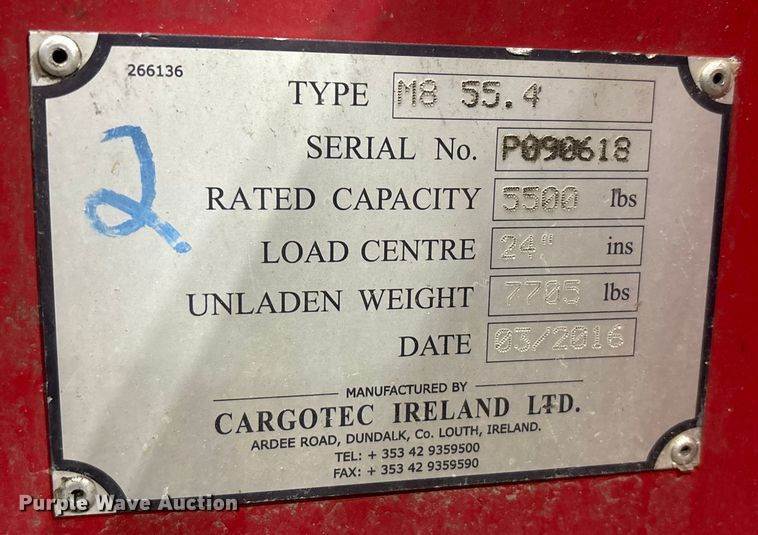 266136
TYPE M8 55.4
2
SERIAL No. P090618
RATED CAPACITY 5500 lbs
LOAD CENTRE 24" ins
UNLADEN WEIGHT 7705 lbs
DATE 03/2016
MANUFACTURED BY
CARGOTEC IRELAND LTD.
ARDEE ROAD, DUNDALK, Co. LOUTH, IRELAND.
TEL: + 353 42 9359500
FAX: + 353 42 9359590
Purple Wave Auction